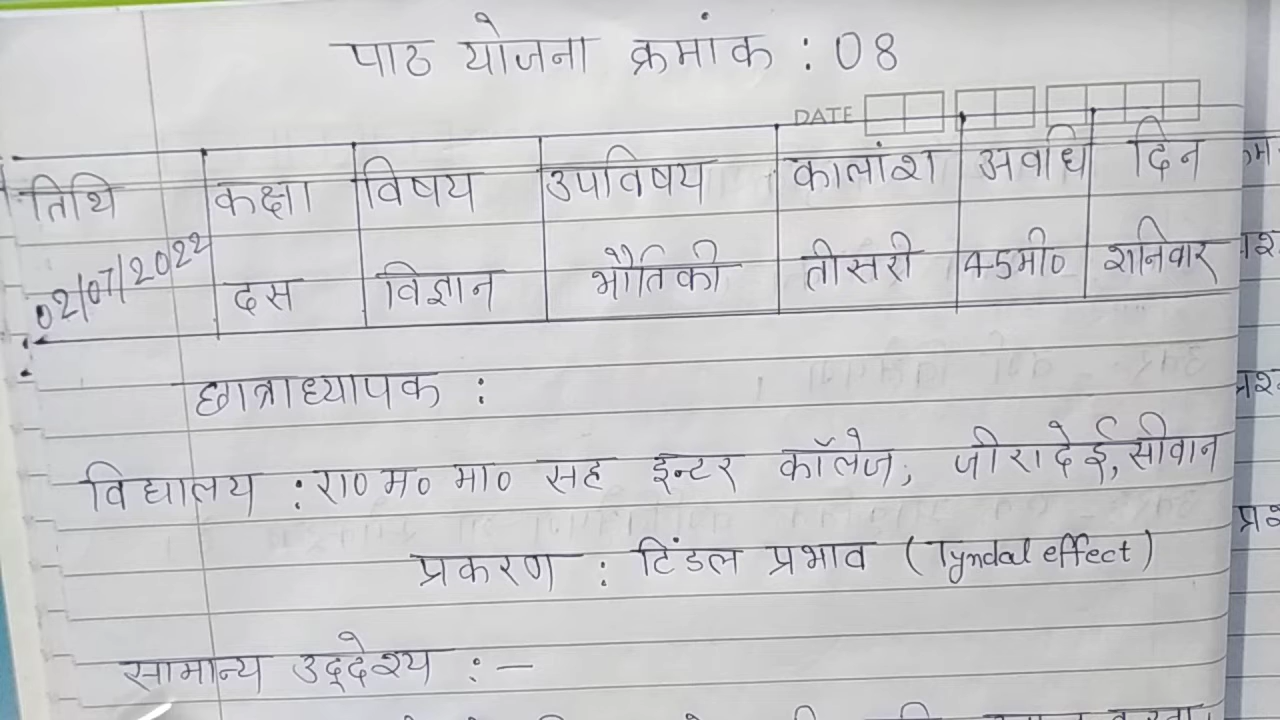 पाठ योजना क्रमांक : 08
DATE
तिथि कक्षा विषय उपविषय कालांश अवधि दिन
02/07/2022 दस विज्ञान भौतिकी तीसरी 45मी० शनिवार
छात्राध्यापक :
विद्यालय : रा० म० मा० सह इन्टर कॉलेज, जीरादेई, सीवान
प्रकरण : टिंडल प्रभाव (Tyndal effect)
सामान्य उद्देश्य : –